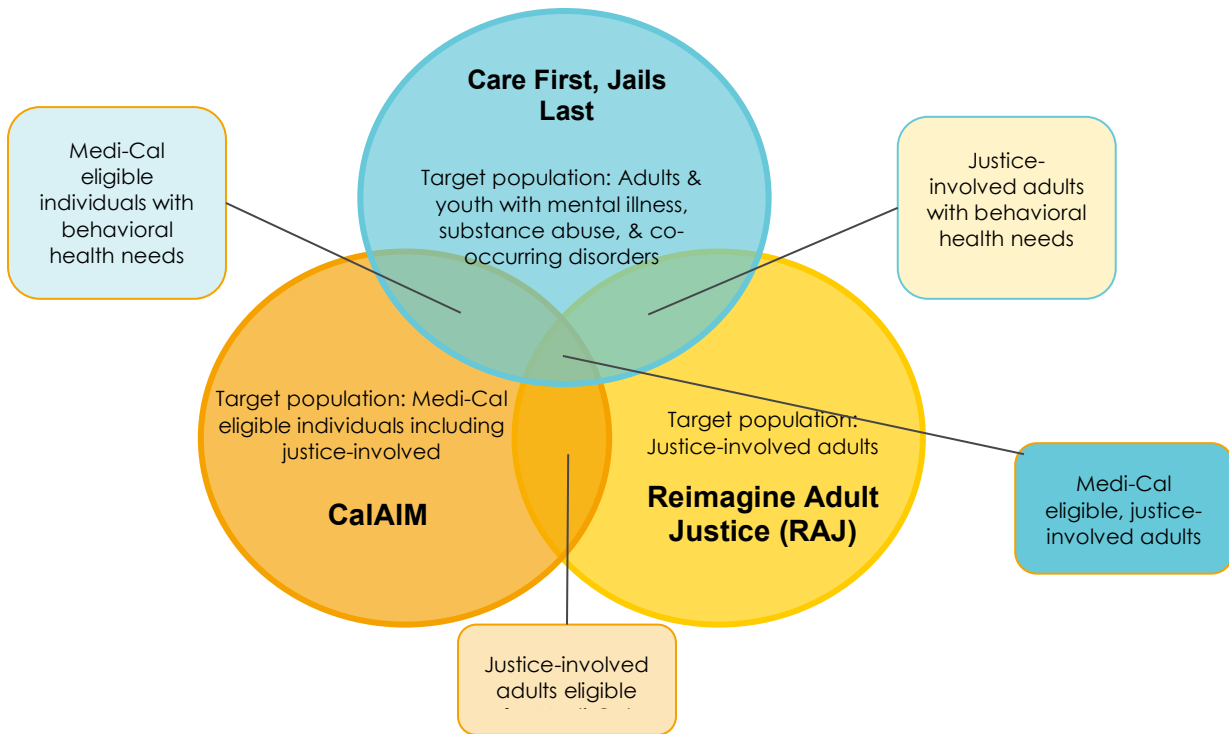 Care First, Jails
Last
Target population: Adults &
youth with mental illness,
substance abuse, & co-
occurring disorders
Medi-Cal
eligible
individuals with
behavioral
health needs
Justice-
involved adults
with behavioral
health needs
Target population: Medi-Cal
eligible individuals including
justice-involved
CalAIM
Target population:
Justice-involved adults
Reimagine Adult
Justice (RAJ)
Medi-Cal
eligible, justice-
involved adults
Justice-involved
adults eligible